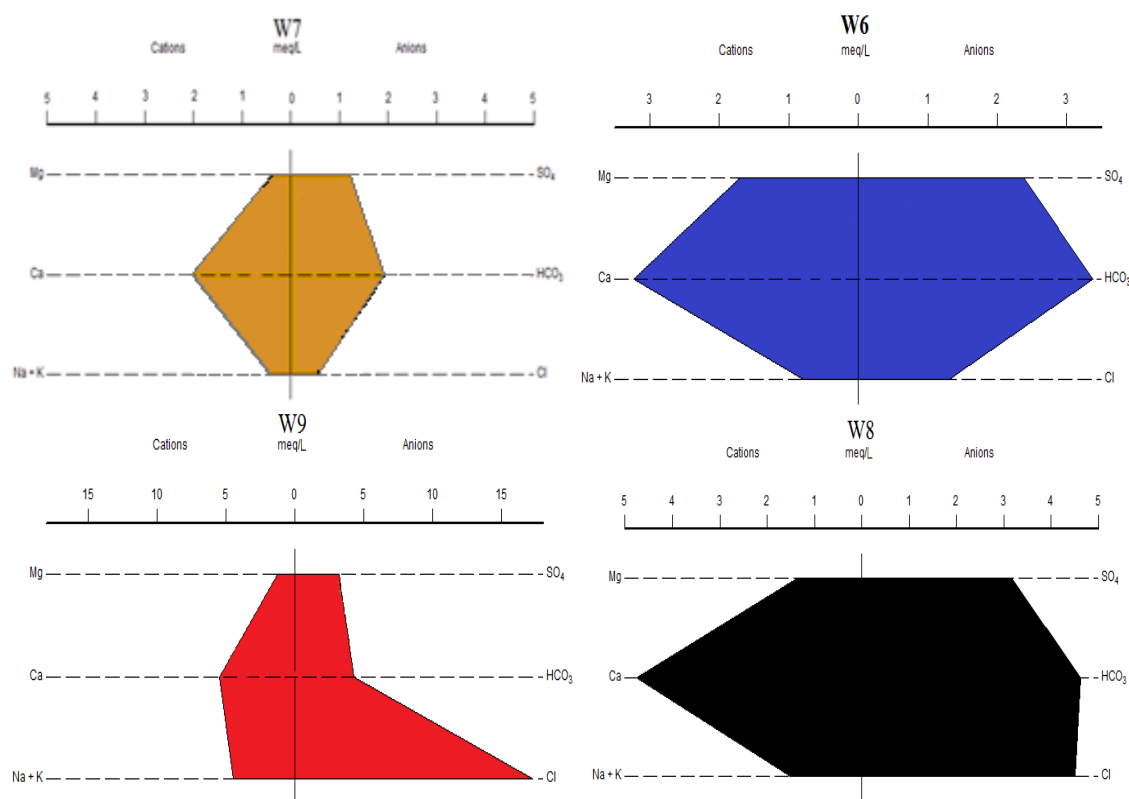 W7
Cations meq/L Anions
5 4 3 2 1 0 1 2 3 4 5
Mg SO₄
Ca HCO₃
Na + K Cl
W6
Cations meq/L Anions
3 2 1 0 1 2 3
Mg SO₄
Ca HCO₃
Na + K Cl
W9
Cations meq/L Anions
15 10 5 0 5 10 15
Mg SO₄
Ca HCO₃
Na + K Cl
W8
Cations meq/L Anions
5 4 3 2 1 0 1 2 3 4 5
Mg SO₄
Ca HCO₃
Na + K Cl